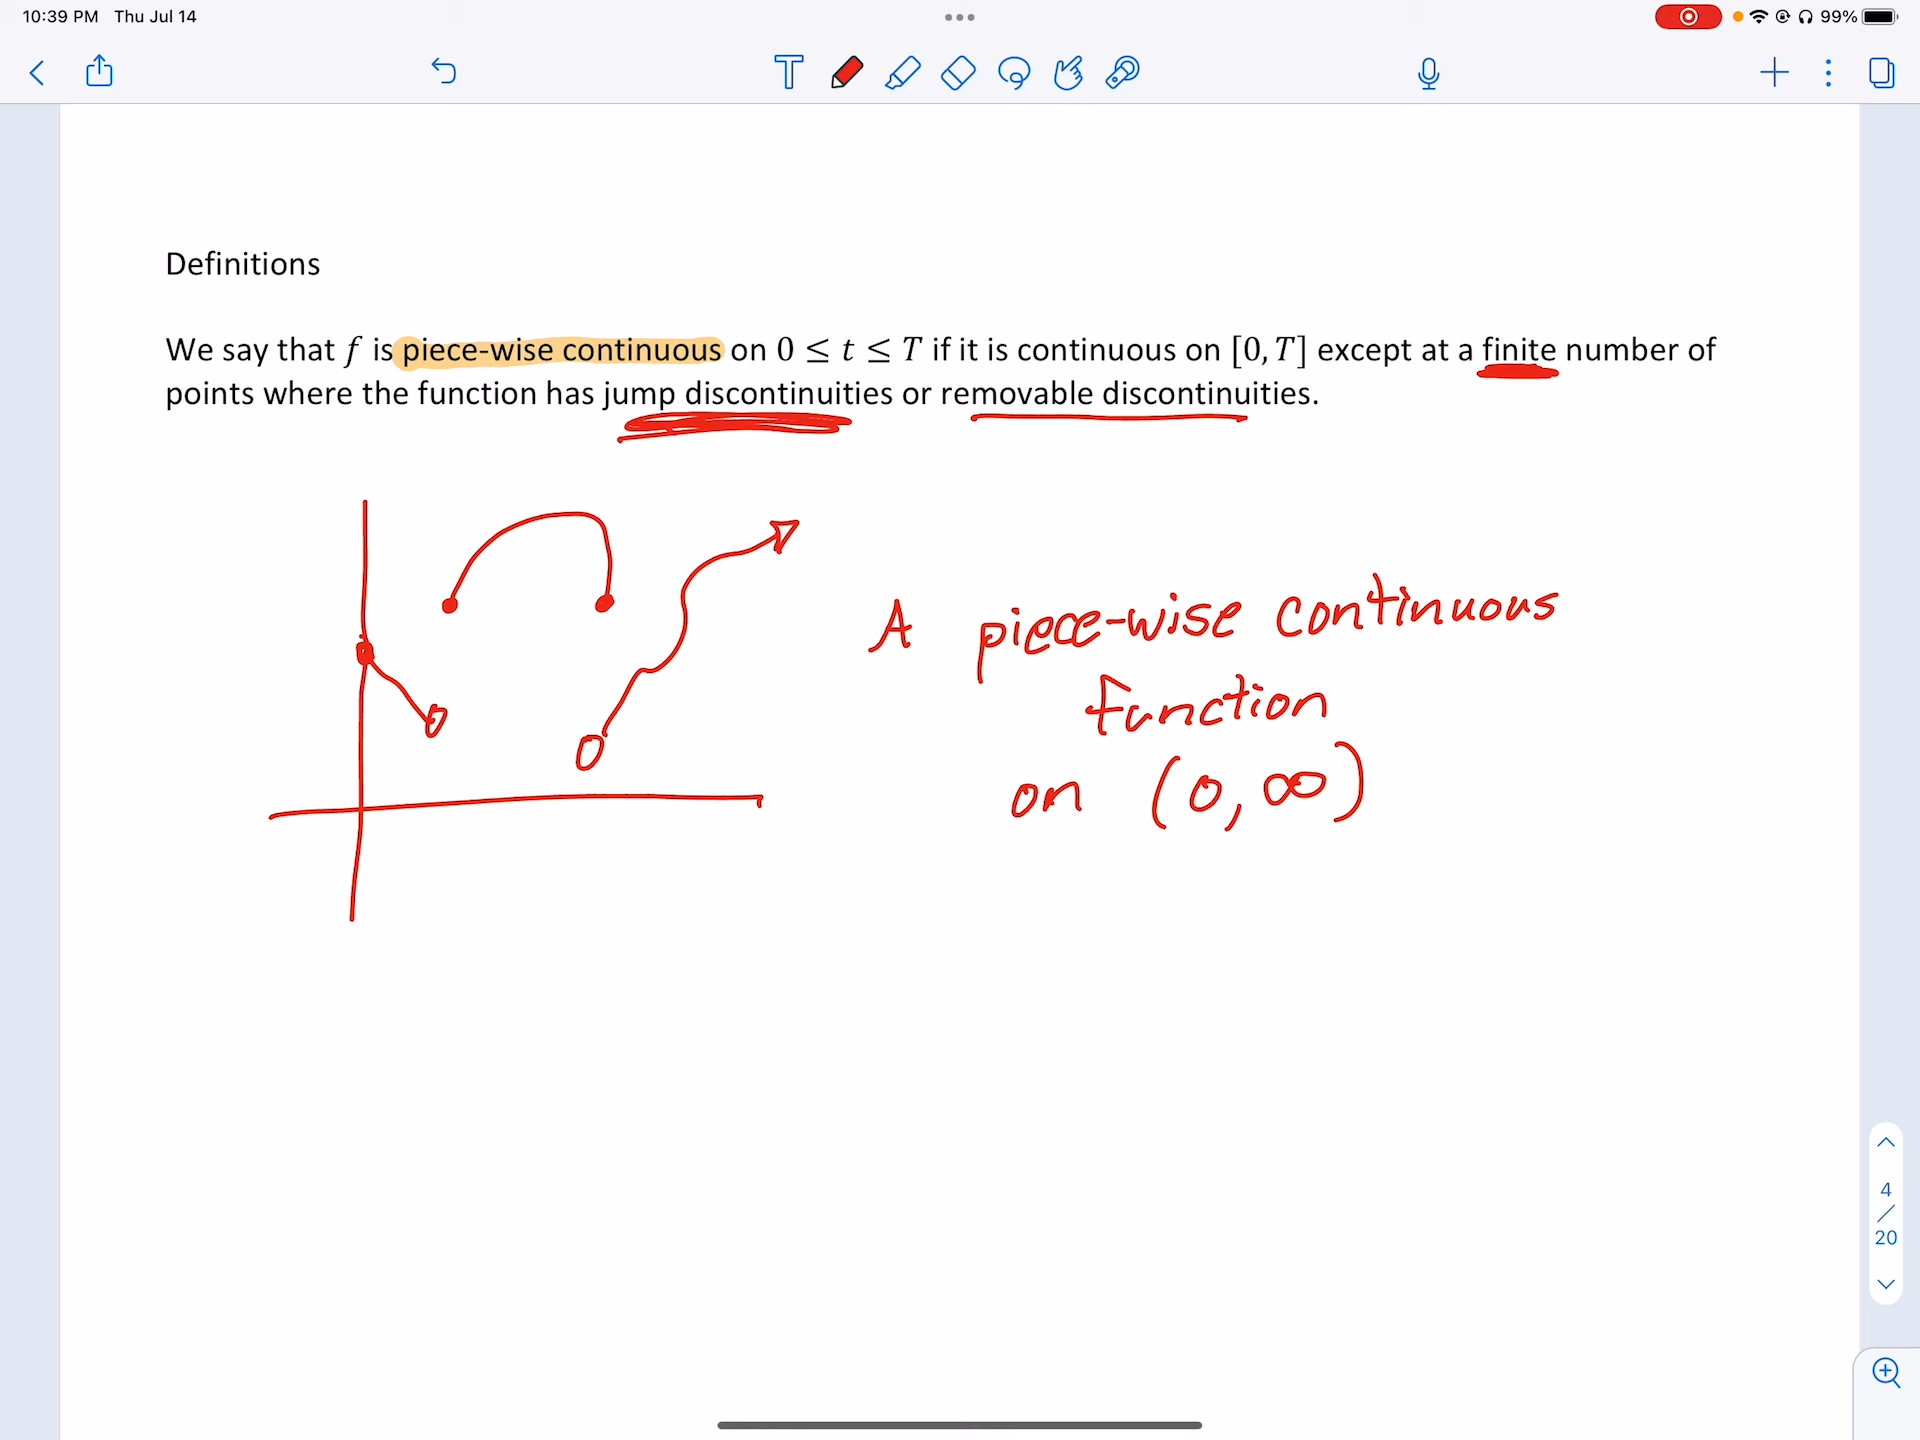 10:39 PM Thu Jul 14
99%
Definitions
We say that f is piece-wise continuous on 0 ≤ t ≤ T if it is continuous on [0, T] except at a finite number of
points where the function has jump discontinuities or removable discontinuities.
A piece-wise continuous
function
on (0, ∞)
4
/
20